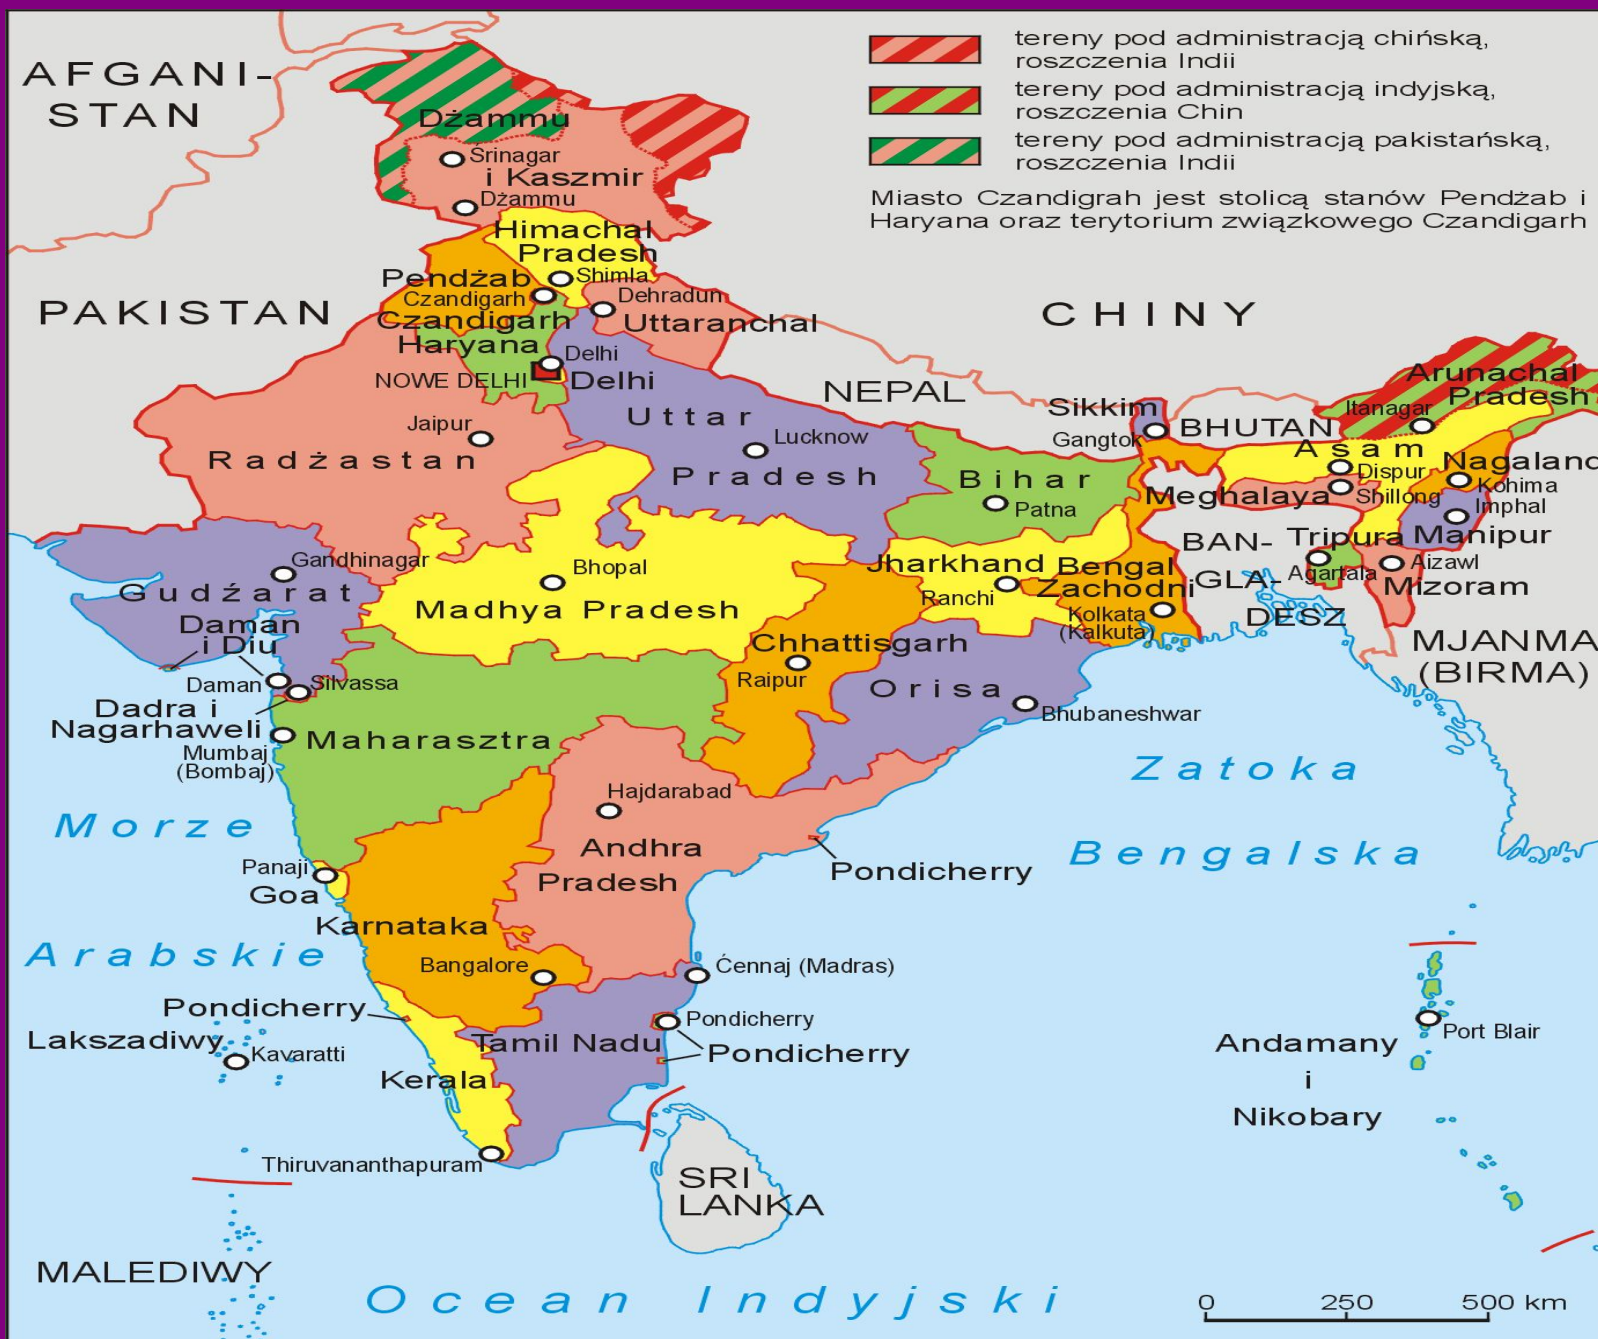 AFGANI-
STAN
tereny pod administracją chińską,
roszczenia Indii
tereny pod administracją indyjską,
roszczenia Chin
tereny pod administracją pakistańską,
roszczenia Indii
Miasto Czandigrah jest stolicą stanów Pendżab i
Haryana oraz terytorium związkowego Czandigarh
Dżammu
Śrinagar
i Kaszmir
Dżammu
Himachal
Pradesh
Shimla
Pendżab
Czandigarh
Czandigarh
Dehradun
Uttaranchal
PAKISTAN
CHINY
Haryana
Delhi
NOWE DELHI
Delhi
NEPAL
Arunachal
Pradesh
Itanagar
Sikkim
Gangtok
BHUTAN
Jaipur
Radżastan
Uttar
Pradesh
Lucknow
Bihar
Patna
Asam
Dispur
Nagaland
Kohima
Meghalaya
Shillong
Imphal
Manipur
BAN-
GLA-
DESZ
Tripura
Agartala
Aizawl
Mizoram
Gandhinagar
Gudźarat
Bhopal
Madhya Pradesh
Jharkhand
Ranchi
Bengal
Zachodni
Kolkata
(Kalkuta)
Daman
i Diu
Daman
Silvassa
Dadra i
Nagarhaweli
Mumbaj
(Bombaj)
Maharasztra
Chhattisgarh
Raipur
Orisa
Bhubaneshwar
MJANMA
(BIRMA)
Zatoka
Bengalska
Morze
Arabskie
Hajdarabad
Andhra
Pradesh
Pondicherry
Panaji
Goa
Karnataka
Bangalore
Ćennaj (Madras)
Pondicherry
Lakszadiwy
Kavaratti
Tamil Nadu
Pondicherry
Pondicherry
Kerala
Thiruvananthapuram
Port Blair
Andamany
i
Nikobary
SRI
LANKA
MALEDIWY
Ocean Indyjski
0 250 500 km